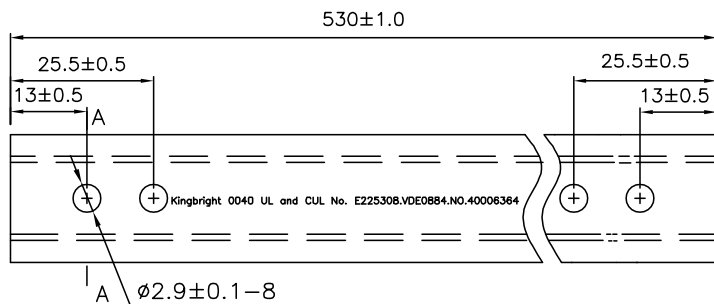 530±1.0
25.5±0.5
25.5±0.5
13±0.5
13±0.5
A
Kingbright 0040 UL and CUL No. E225308.VDE0884.NO.40006364
A
ø2.9±0.1-8